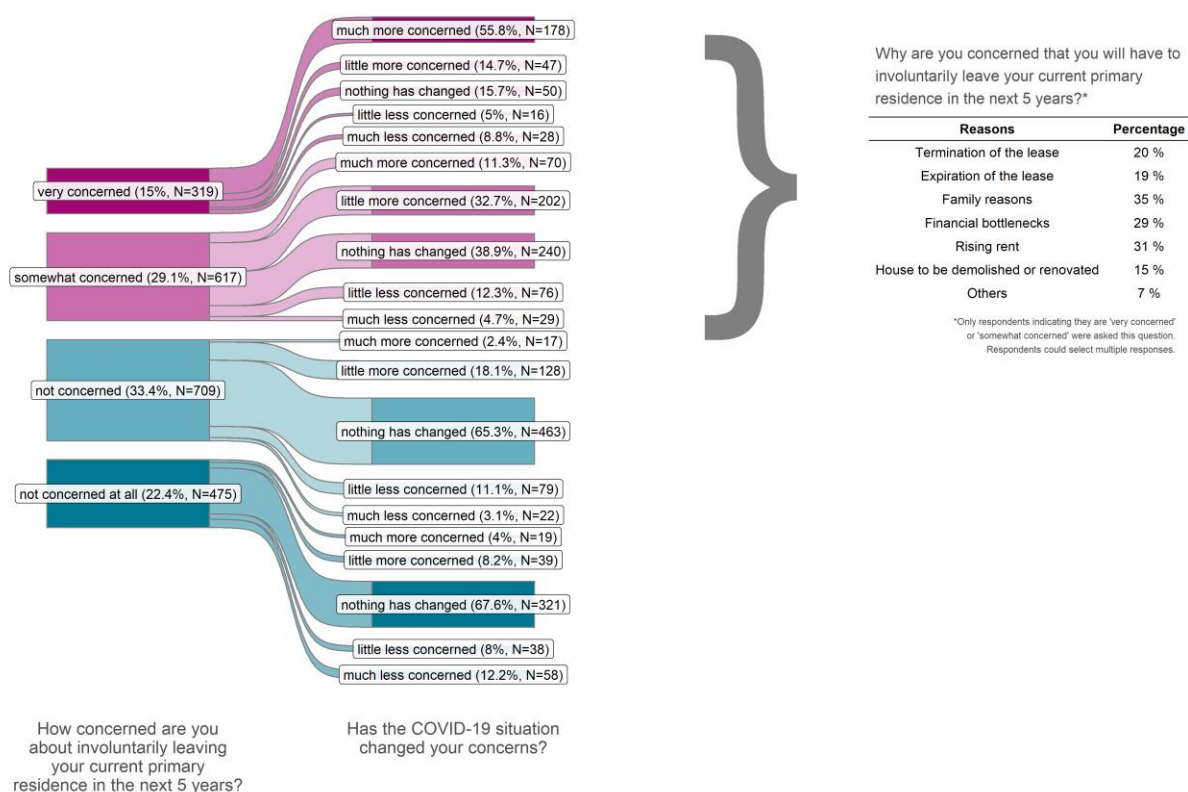 much more concerned (55.8%, N=178)
little more concerned (14.7%, N=47)
nothing has changed (15.7%, N=50)
little less concerned (5%, N=16)
much less concerned (8.8%, N=28)
very concerned (15%, N=319)
much more concerned (11.3%, N=70)
little more concerned (32.7%, N=202)
nothing has changed (38.9%, N=240)
somewhat concerned (29.1%, N=617)
little less concerned (12.3%, N=76)
much less concerned (4.7%, N=29)
much more concerned (2.4%, N=17)
little more concerned (18.1%, N=128)
not concerned (33.4%, N=709)
nothing has changed (65.3%, N=463)
little less concerned (11.1%, N=79)
not concerned at all (22.4%, N=475)
much less concerned (3.1%, N=22)
much more concerned (4%, N=19)
little more concerned (8.2%, N=39)
nothing has changed (67.6%, N=321)
little less concerned (8%, N=38)
much less concerned (12.2%, N=58)
How concerned are you
about involuntarily leaving
your current primary
residence in the next 5 years?
Has the COVID-19 situation
changed your concerns?
Why are you concerned that you will have to
involuntarily leave your current primary
residence in the next 5 years?*
Reasons Percentage
Termination of the lease 20 %
Expiration of the lease 19 %
Family reasons 35 %
Financial bottlenecks 29 %
Rising rent 31 %
House to be demolished or renovated 15 %
Others 7 %
*Only respondents indicating they are 'very concerned'
or 'somewhat concerned' were asked this question.
Respondents could select multiple responses.